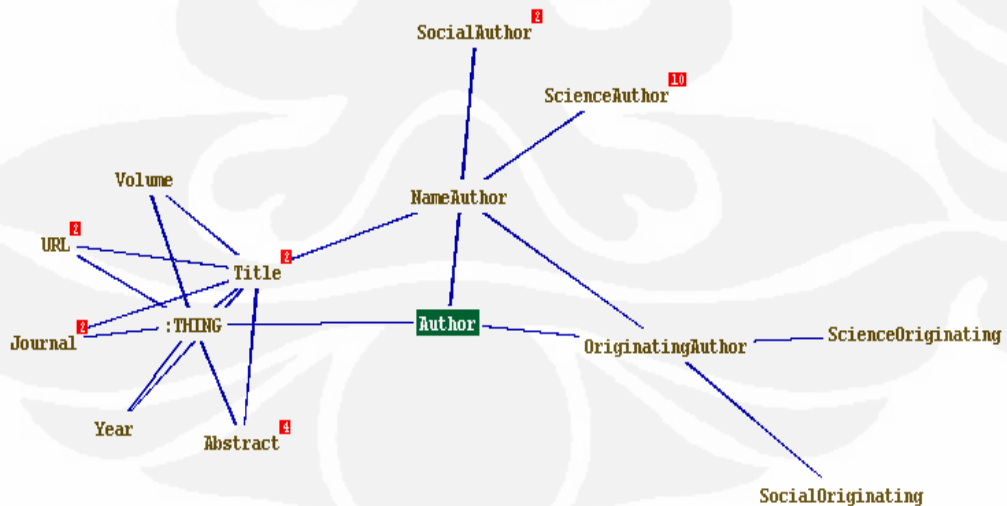 SocialAuthor 2
ScienceAuthor 10
Volume
NameAuthor
URL 2
Title 2
:THING
Author
Journal 2
OriginatingAuthor
ScienceOriginating
Year
Abstract 4
SocialOriginating